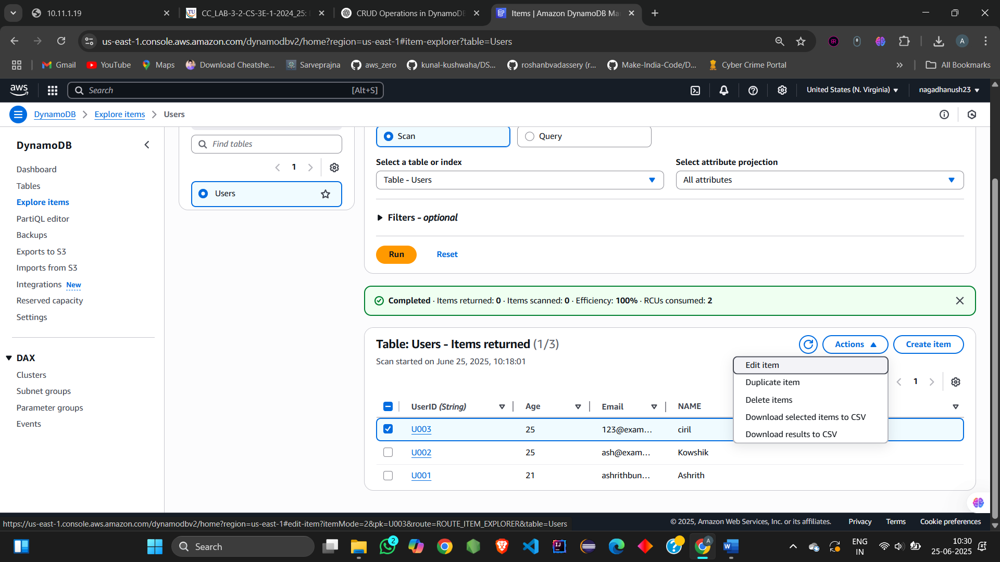 10.11.1.19
CC_LAB-3-2-CS-3E-1-2024_25:
CRUD Operations in DynamoDB
Items | Amazon DynamoDB Ma
us-east-1.console.aws.amazon.com/dynamodbv2/home?region=us-east-1#item-explorer?table=Users
A
Gmail
YouTube
Maps
Download Cheatshe...
Sarveprajna
aws_zero
kunal-kushwaha/DS...
roshanbvadassery (r...
Make-India-Code/D...
Cyber Crime Portal
All Bookmarks
aws
Search
[Alt+S]
United States (N. Virginia)
nagadhanush23
DynamoDB
Explore items
Users
DynamoDB
Dashboard
Tables
Explore items
PartiQL editor
Backups
Exports to S3
Imports from S3
Integrations New
Reserved capacity
Settings
DAX
Clusters
Subnet groups
Parameter groups
Events
Find tables
1
Users
Scan
Query
Select a table or index
Select attribute projection
Table - Users
All attributes
Filters - optional
Run
Reset
Completed · Items returned: 0 · Items scanned: 0 · Efficiency: 100% · RCUs consumed: 2
Table: Users - Items returned (1/3)
Scan started on June 25, 2025, 10:18:01
Actions
Create item
Edit item
Duplicate item
Delete items
Download selected items to CSV
Download results to CSV
1
UserID (String) Age Email NAME
U003 25 123@exam... ciril
U002 25 ash@exam... Kowshik
U001 21 ashrithbun... Ashrith
https://us-east-1.console.aws.amazon.com/dynamodbv2/home?region=us-east-1#edit-item?itemMode=2&pk=U003&route=ROUTE_ITEM_EXPLORER&table=Users
© 2025, Amazon Web Services, Inc. or its affiliates.
Privacy
Terms
Cookie preferences
Search
2
ENG
IN
10:30
25-06-2025